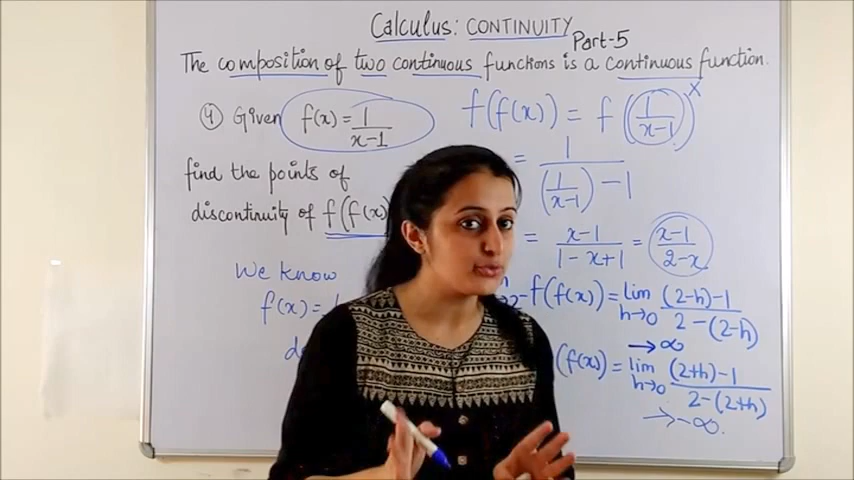 Calculus: CONTINUITY
Part-5
The composition of two continuous functions is a continuous function.
4 Given f(x) = 1/(x-1)
find the points of
discontinuity of f(f(x)
We know
f(x) =
f(f(x)) = f(1/(x-1))
x
= 1/((1/(x-1)) - 1)
= (x-1)/(1-x+1) = (x-1)/(2-x)
f(f(x)) = lim h→0 ((2-h)-1)/(2-(2-h))
→ ∞
(f(x)) = lim h→0 ((2+h)-1)/(2-(2+h))
→ -∞.